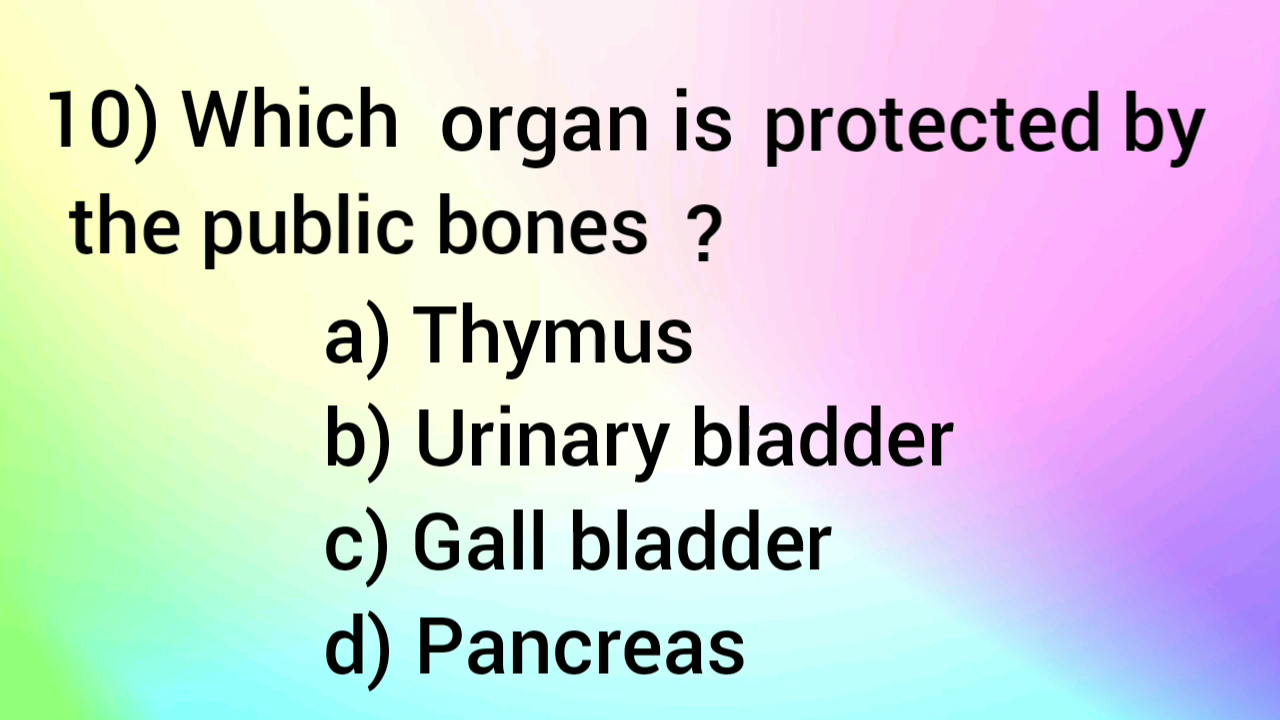 10) Which organ is protected by
the public bones ?
a) Thymus
b) Urinary bladder
c) Gall bladder
d) Pancreas